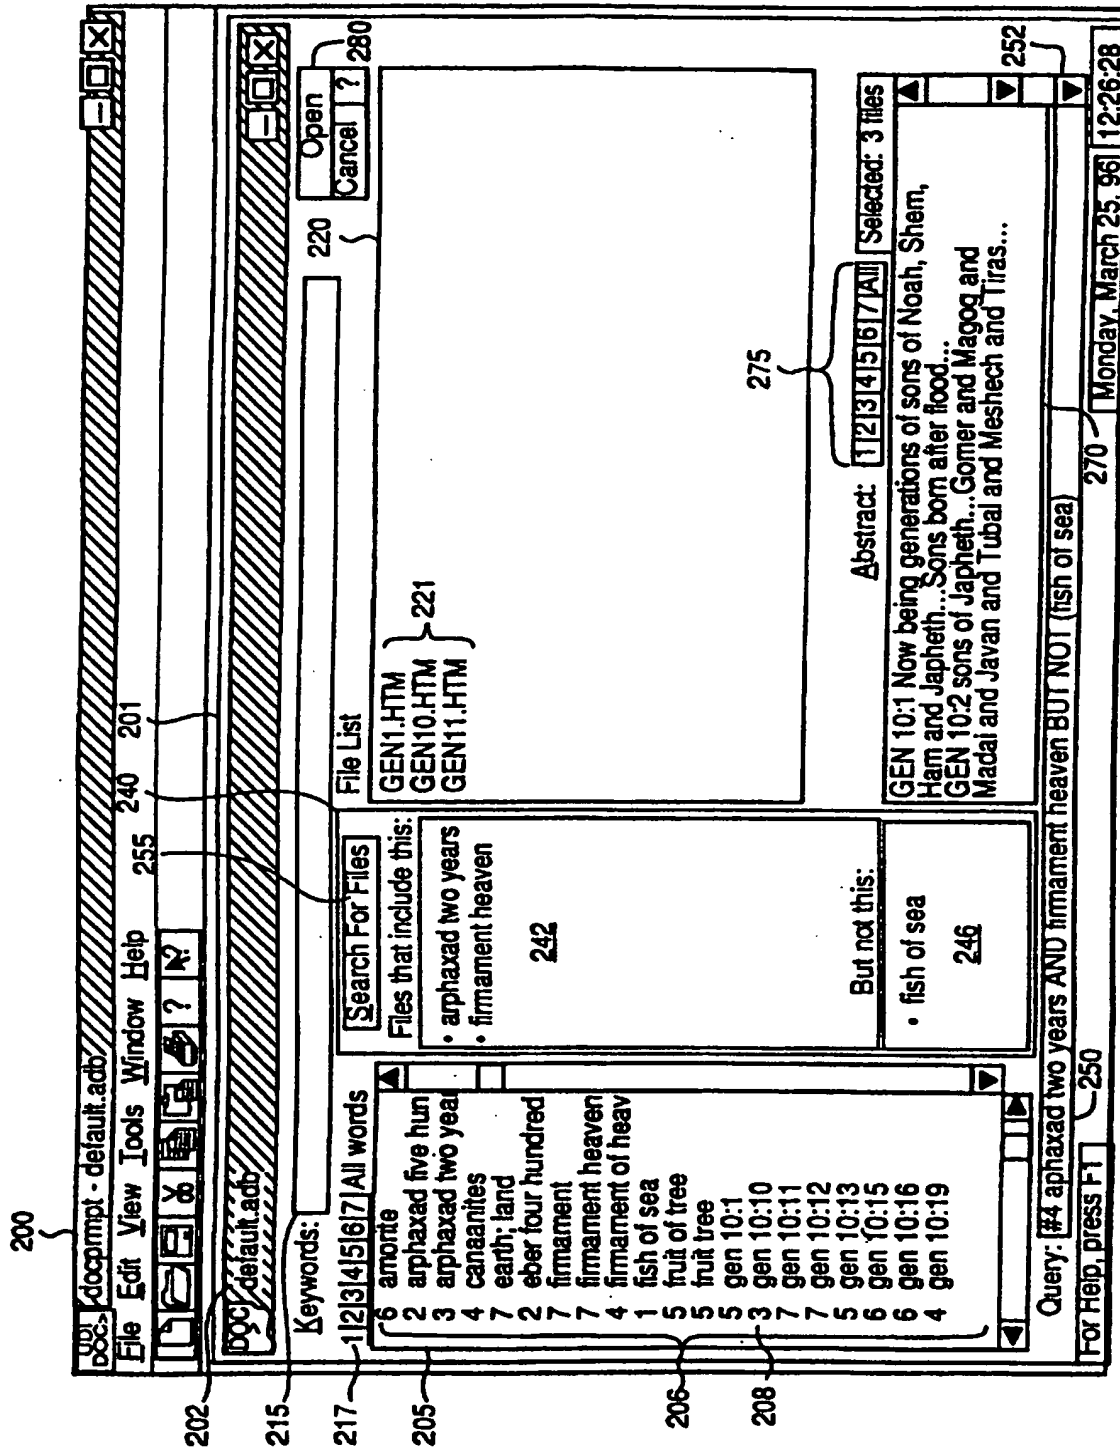 200
UDI
DOC>
docprmpt - default.adb
File Edit View Tools Window Help
?
?
202
DOC
default.adb
215
255
240
201
Keywords:
217
1 2 3 4 5 6 7 All words
205
6 amorite
2 arphaxad five hun
3 arphaxad two year
4 canaanites
7 earth; land
2 eber four hundred
7 firmament
7 firmament heaven
4 firmament of heav
1 fish of sea
5 fruit of tree
5 fruit tree
5 gen 10:1
3 gen 10:10
7 gen 10:11
7 gen 10:12
5 gen 10:13
6 gen 10:15
6 gen 10:16
4 gen 10:19
206
208
Search For Files
Files that include this:
• arphaxad two years
• firmament heaven
242
But not this:
• fish of sea
246
File List
GEN1.HTM
GEN10.HTM
GEN11.HTM
221
220
Open
Cancel ?
280
275
Abstract: 1 2 3 4 5 6 7 All Selected: 3 files
GEN 10:1 Now being generations of sons of Noah, Shem,
Ham and Japheth...Sons born after flood...
GEN 10:2 sons of Japheth...Gomer and Magog and
Madai and Javan and Tubal and Meshech and Tiras...
252
Query: #4 aphaxad two years AND firmament heaven BUT NOT (fish of sea)
250
270
For Help, press F1
Monday, March 25, 96 12:26:28